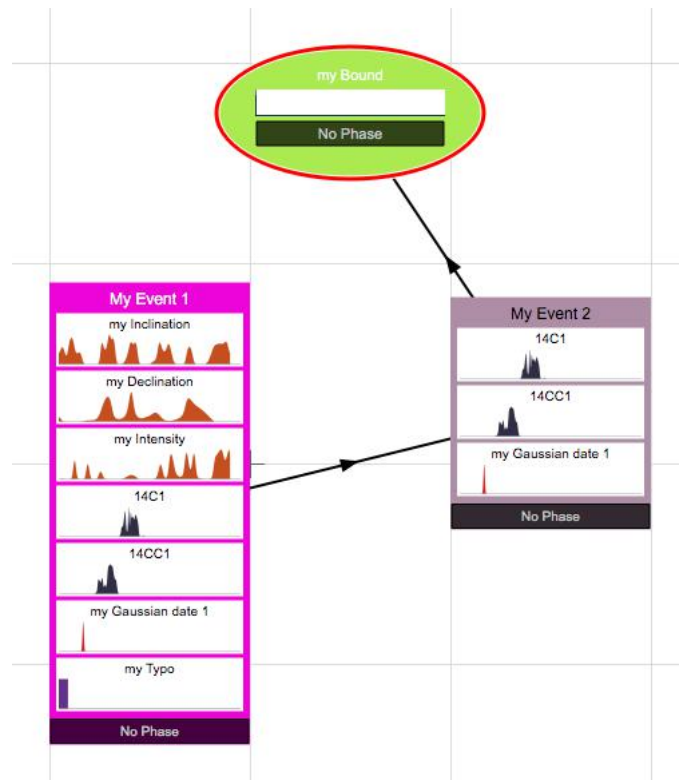 my Bound
No Phase
My Event 1
my Inclination
my Declination
my Intensity
14C1
14CC1
my Gaussian date 1
my Typo
No Phase
My Event 2
14C1
14CC1
my Gaussian date 1
No Phase